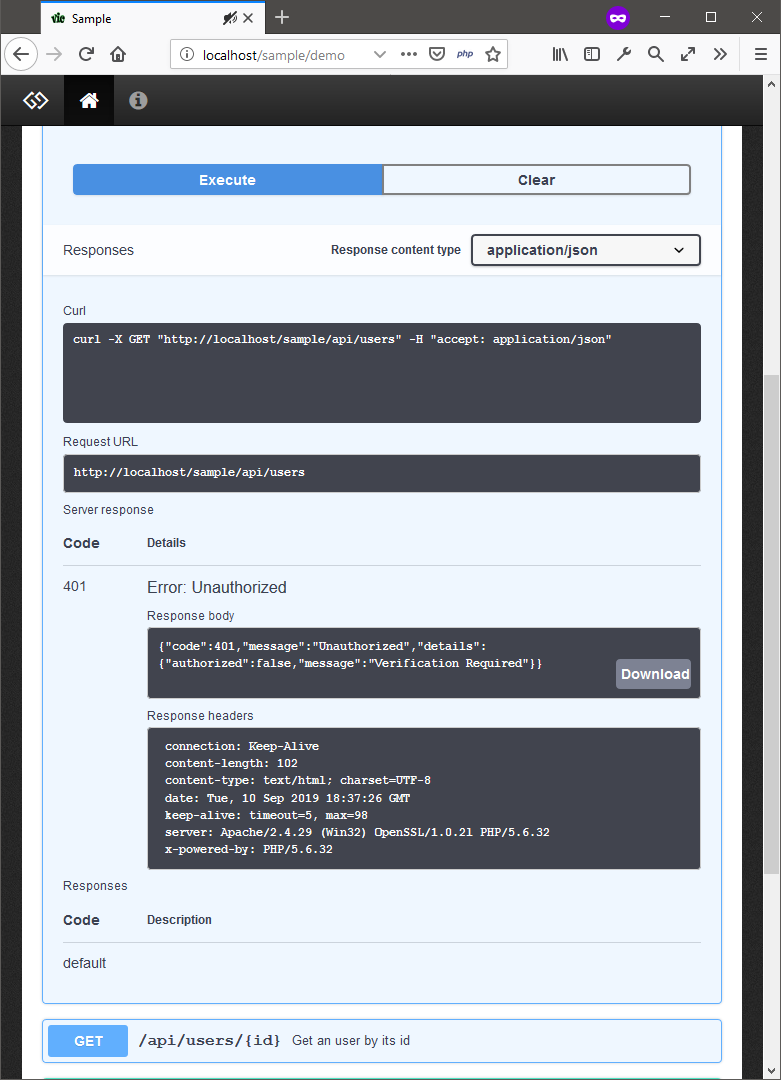 Sample
localhost/sample/demo
php
Execute
Clear
Responses
Response content type
application/json
Curl
curl -X GET "http://localhost/sample/api/users" -H "accept: application/json"
Request URL
http://localhost/sample/api/users
Server response
Code Details
401 Error: Unauthorized
Response body
{"code":401,"message":"Unauthorized","details":
{"authorized":false,"message":"Verification Required"}}
Download
Response headers
connection: Keep-Alive
content-length: 102
content-type: text/html; charset=UTF-8
date: Tue, 10 Sep 2019 18:37:26 GMT
keep-alive: timeout=5, max=98
server: Apache/2.4.29 (Win32) OpenSSL/1.0.2l PHP/5.6.32
x-powered-by: PHP/5.6.32
Responses
Code Description
default
GET /api/users/{id} Get an user by its id